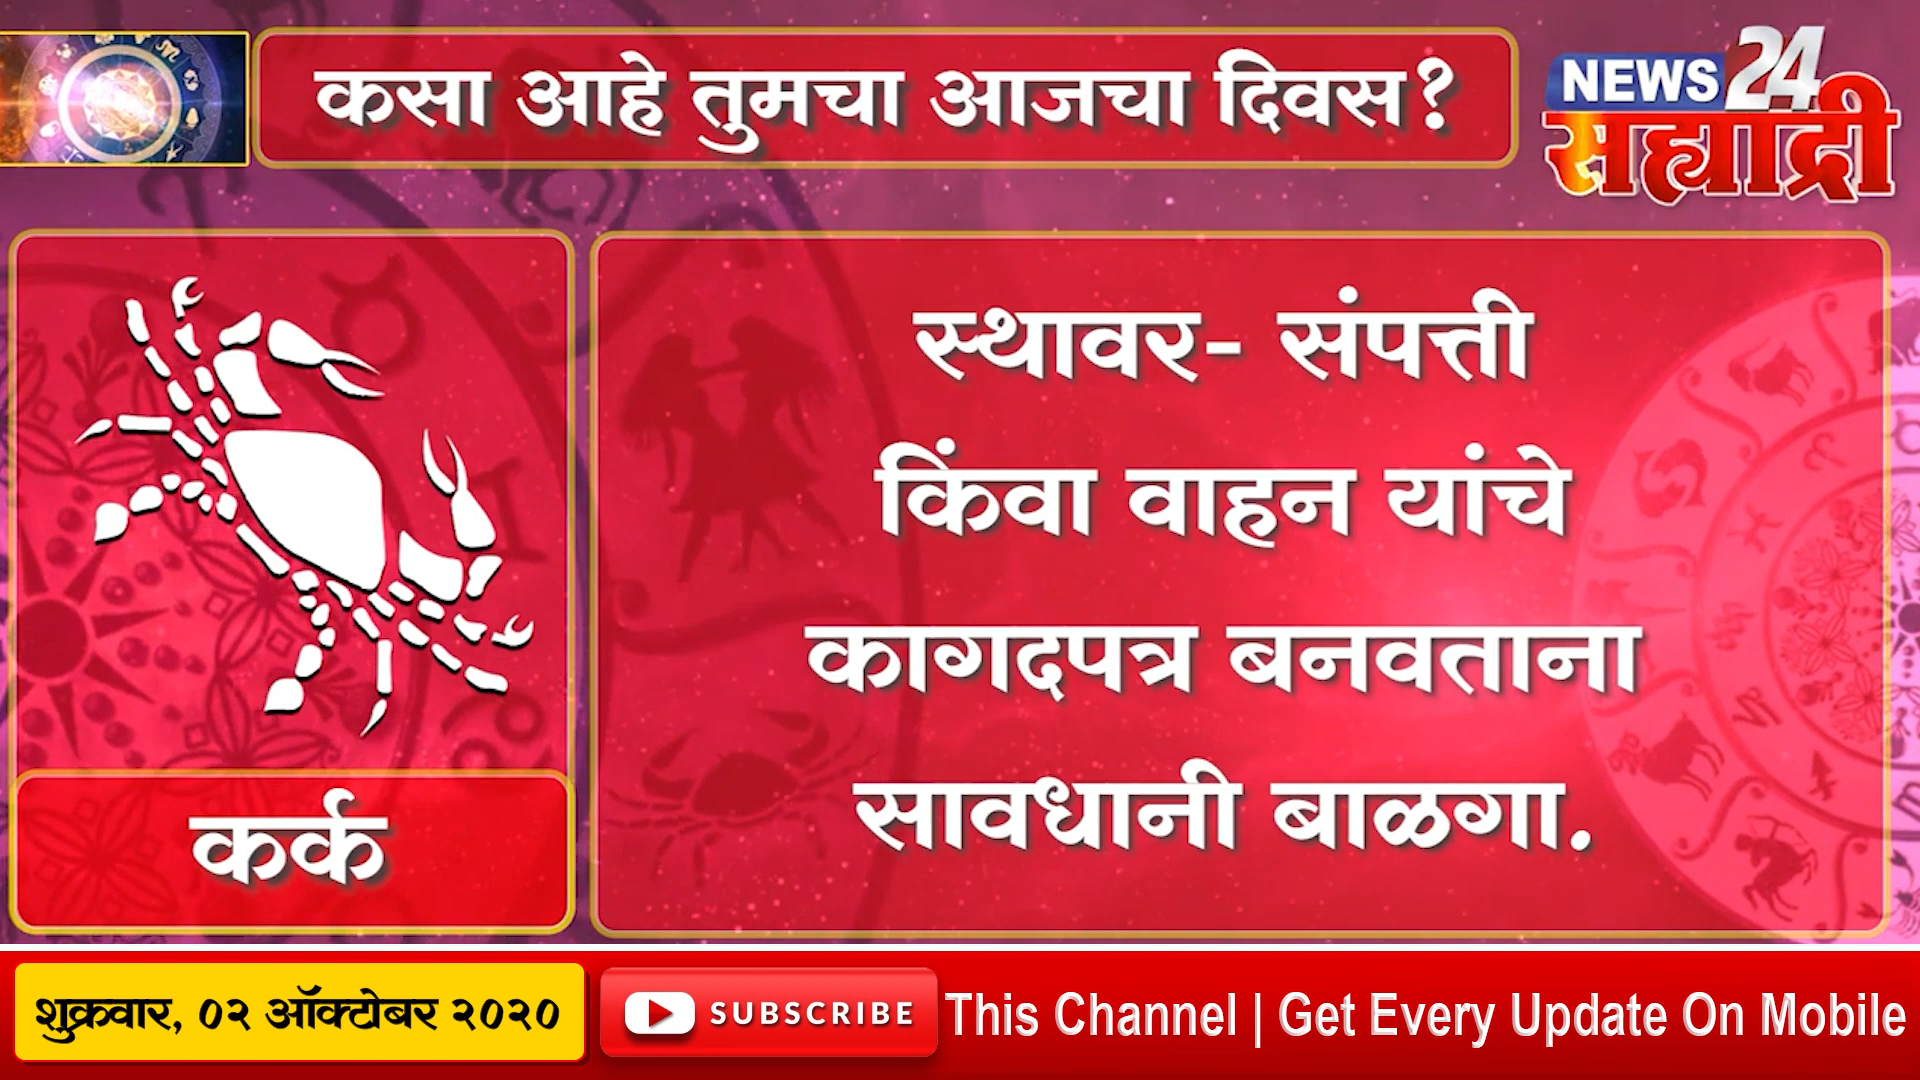 कसा आहे तुमचा आजचा दिवस?
NEWS 24
सह्याद्री
स्थावर- संपत्ती
किंवा वाहन यांचे
कागदपत्र बनवताना
सावधानी बाळगा.
कर्क
शुक्रवार, ०२ ऑक्टोबर २०२०
SUBSCRIBE This Channel | Get Every Update On Mobile